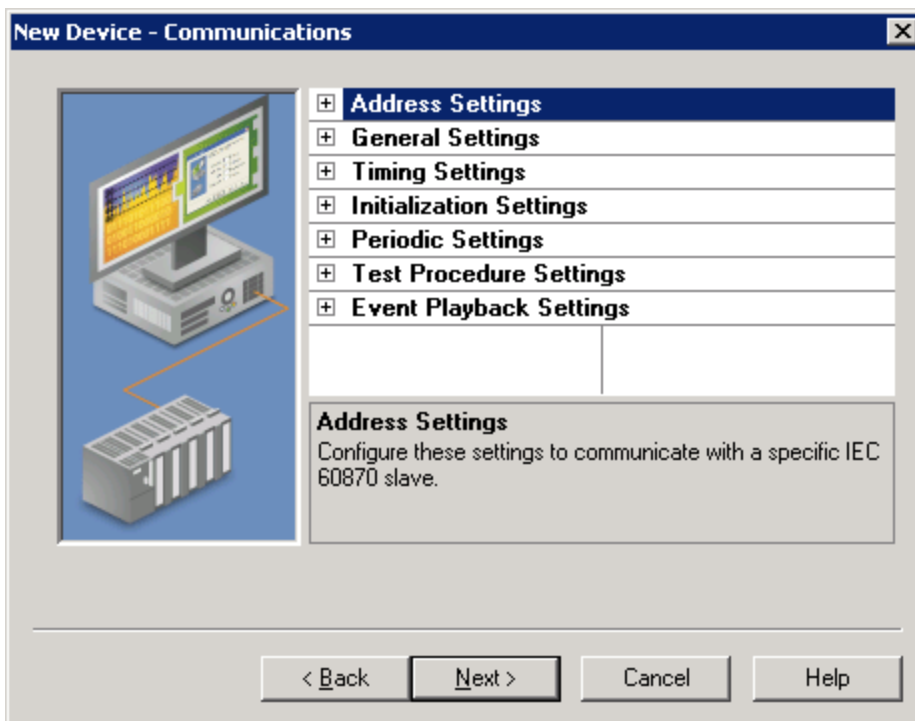 New Device - Communications
Address Settings
General Settings
Timing Settings
Initialization Settings
Periodic Settings
Test Procedure Settings
Event Playback Settings
Address Settings
Configure these settings to communicate with a specific IEC
60870 slave.
< Back
Next >
Cancel
Help